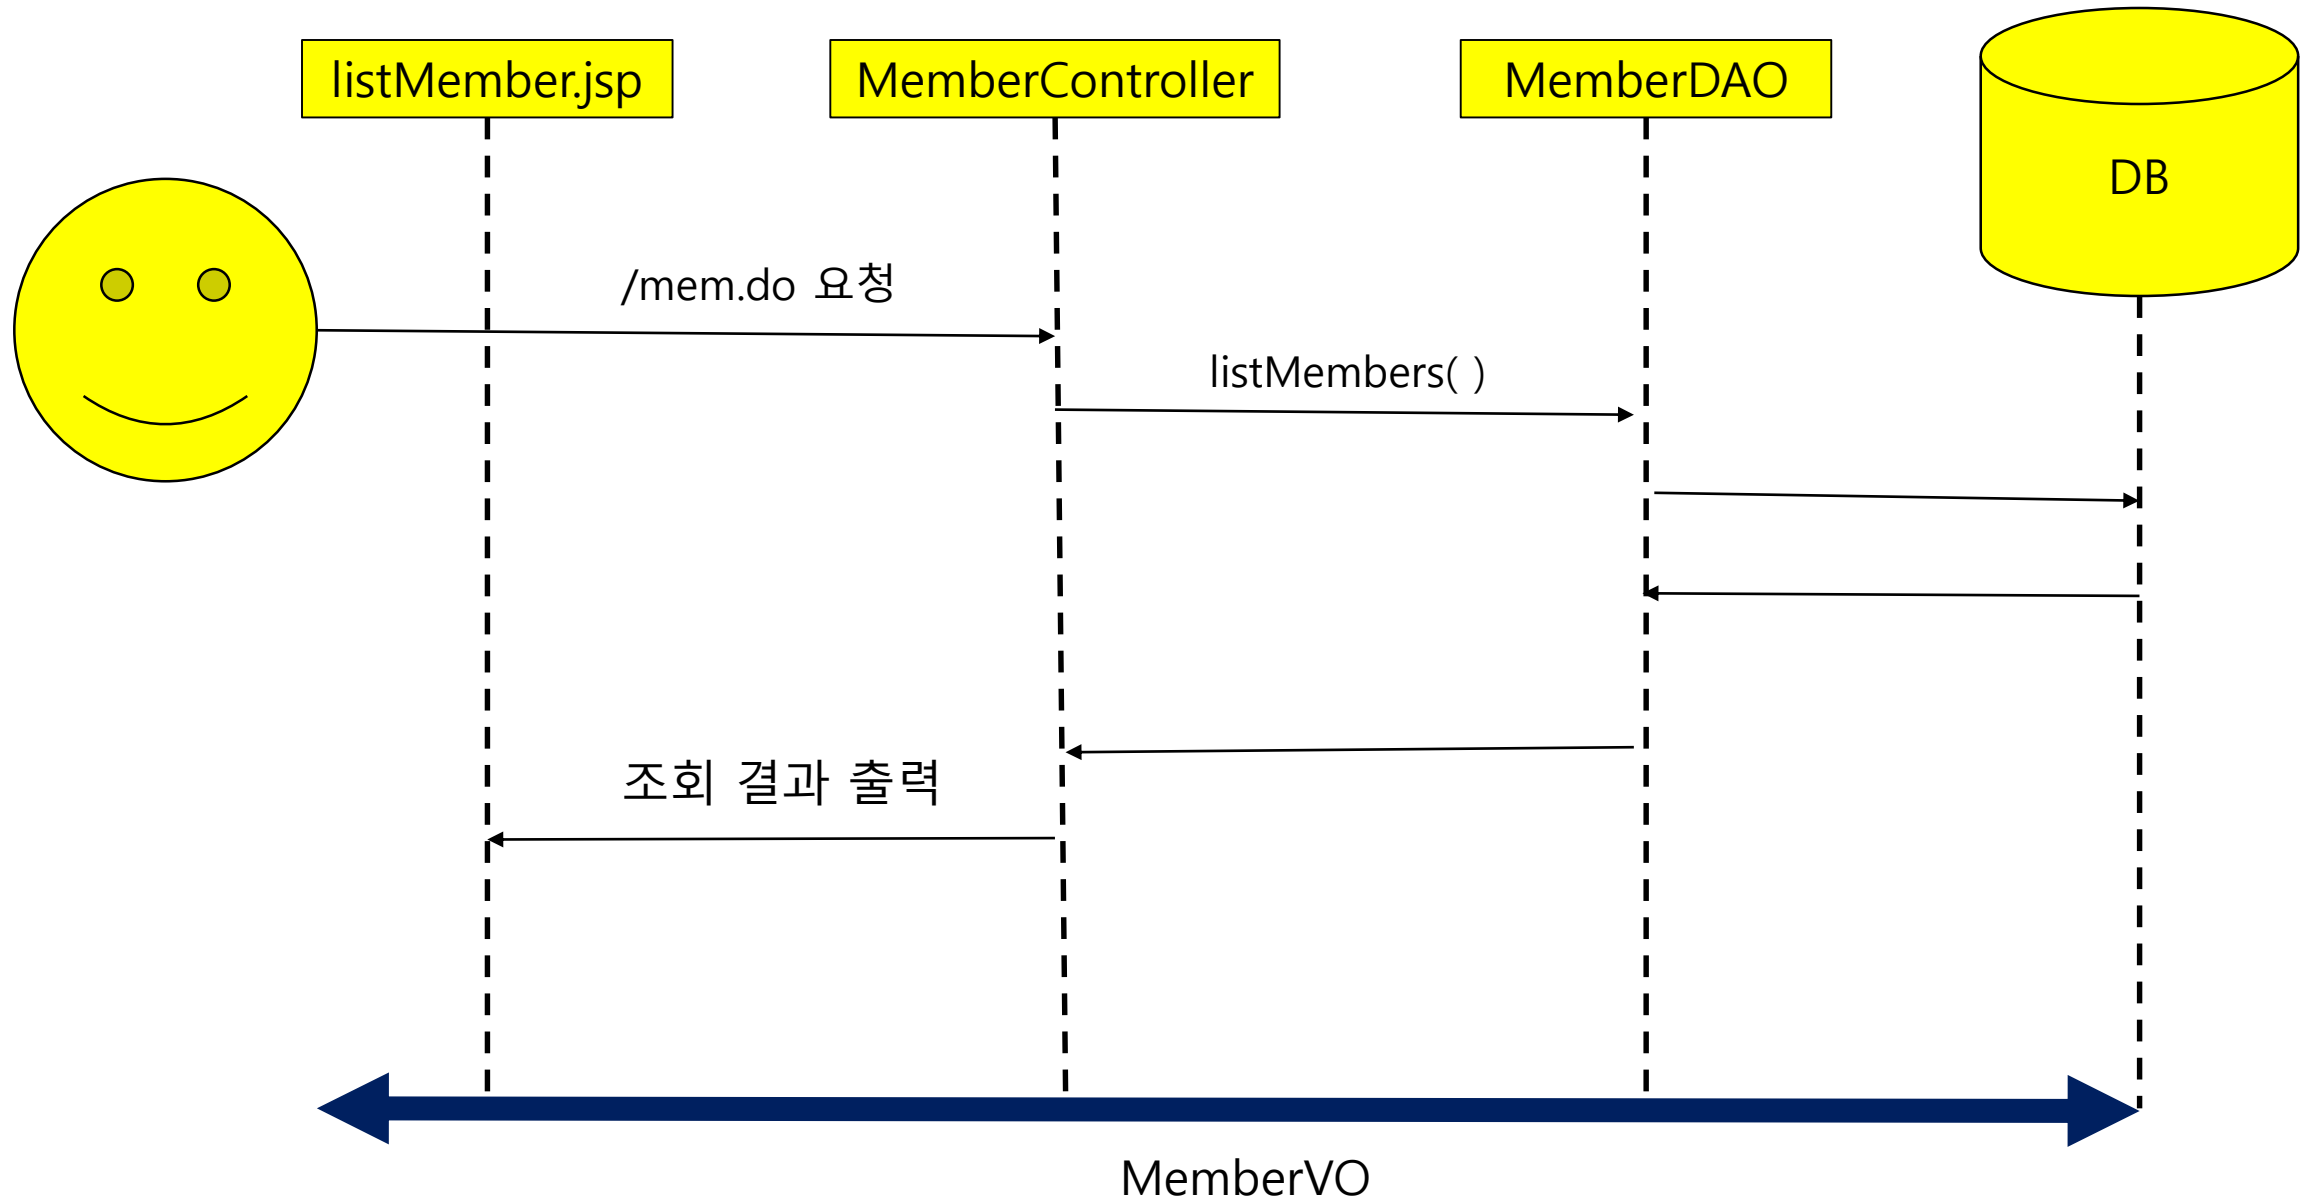 listMember.jsp
MemberController
MemberDAO
DB
/mem.do 요청
listMembers( )
조회 결과 출력
MemberVO